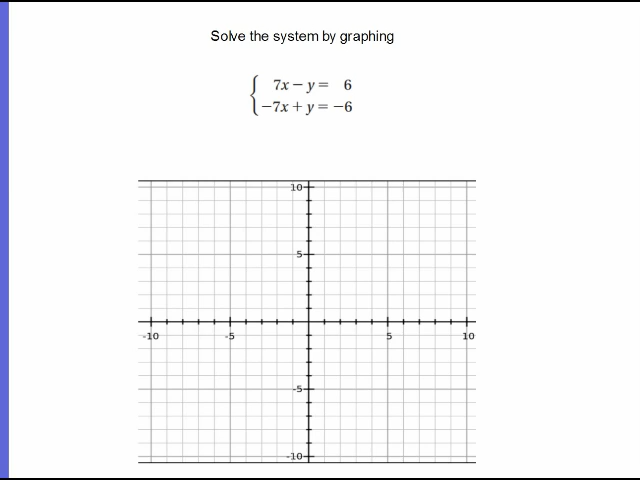 Solve the system by graphing
7x − y = 6
−7x + y = −6
10
5
-10 -5 5 10
-5
-10